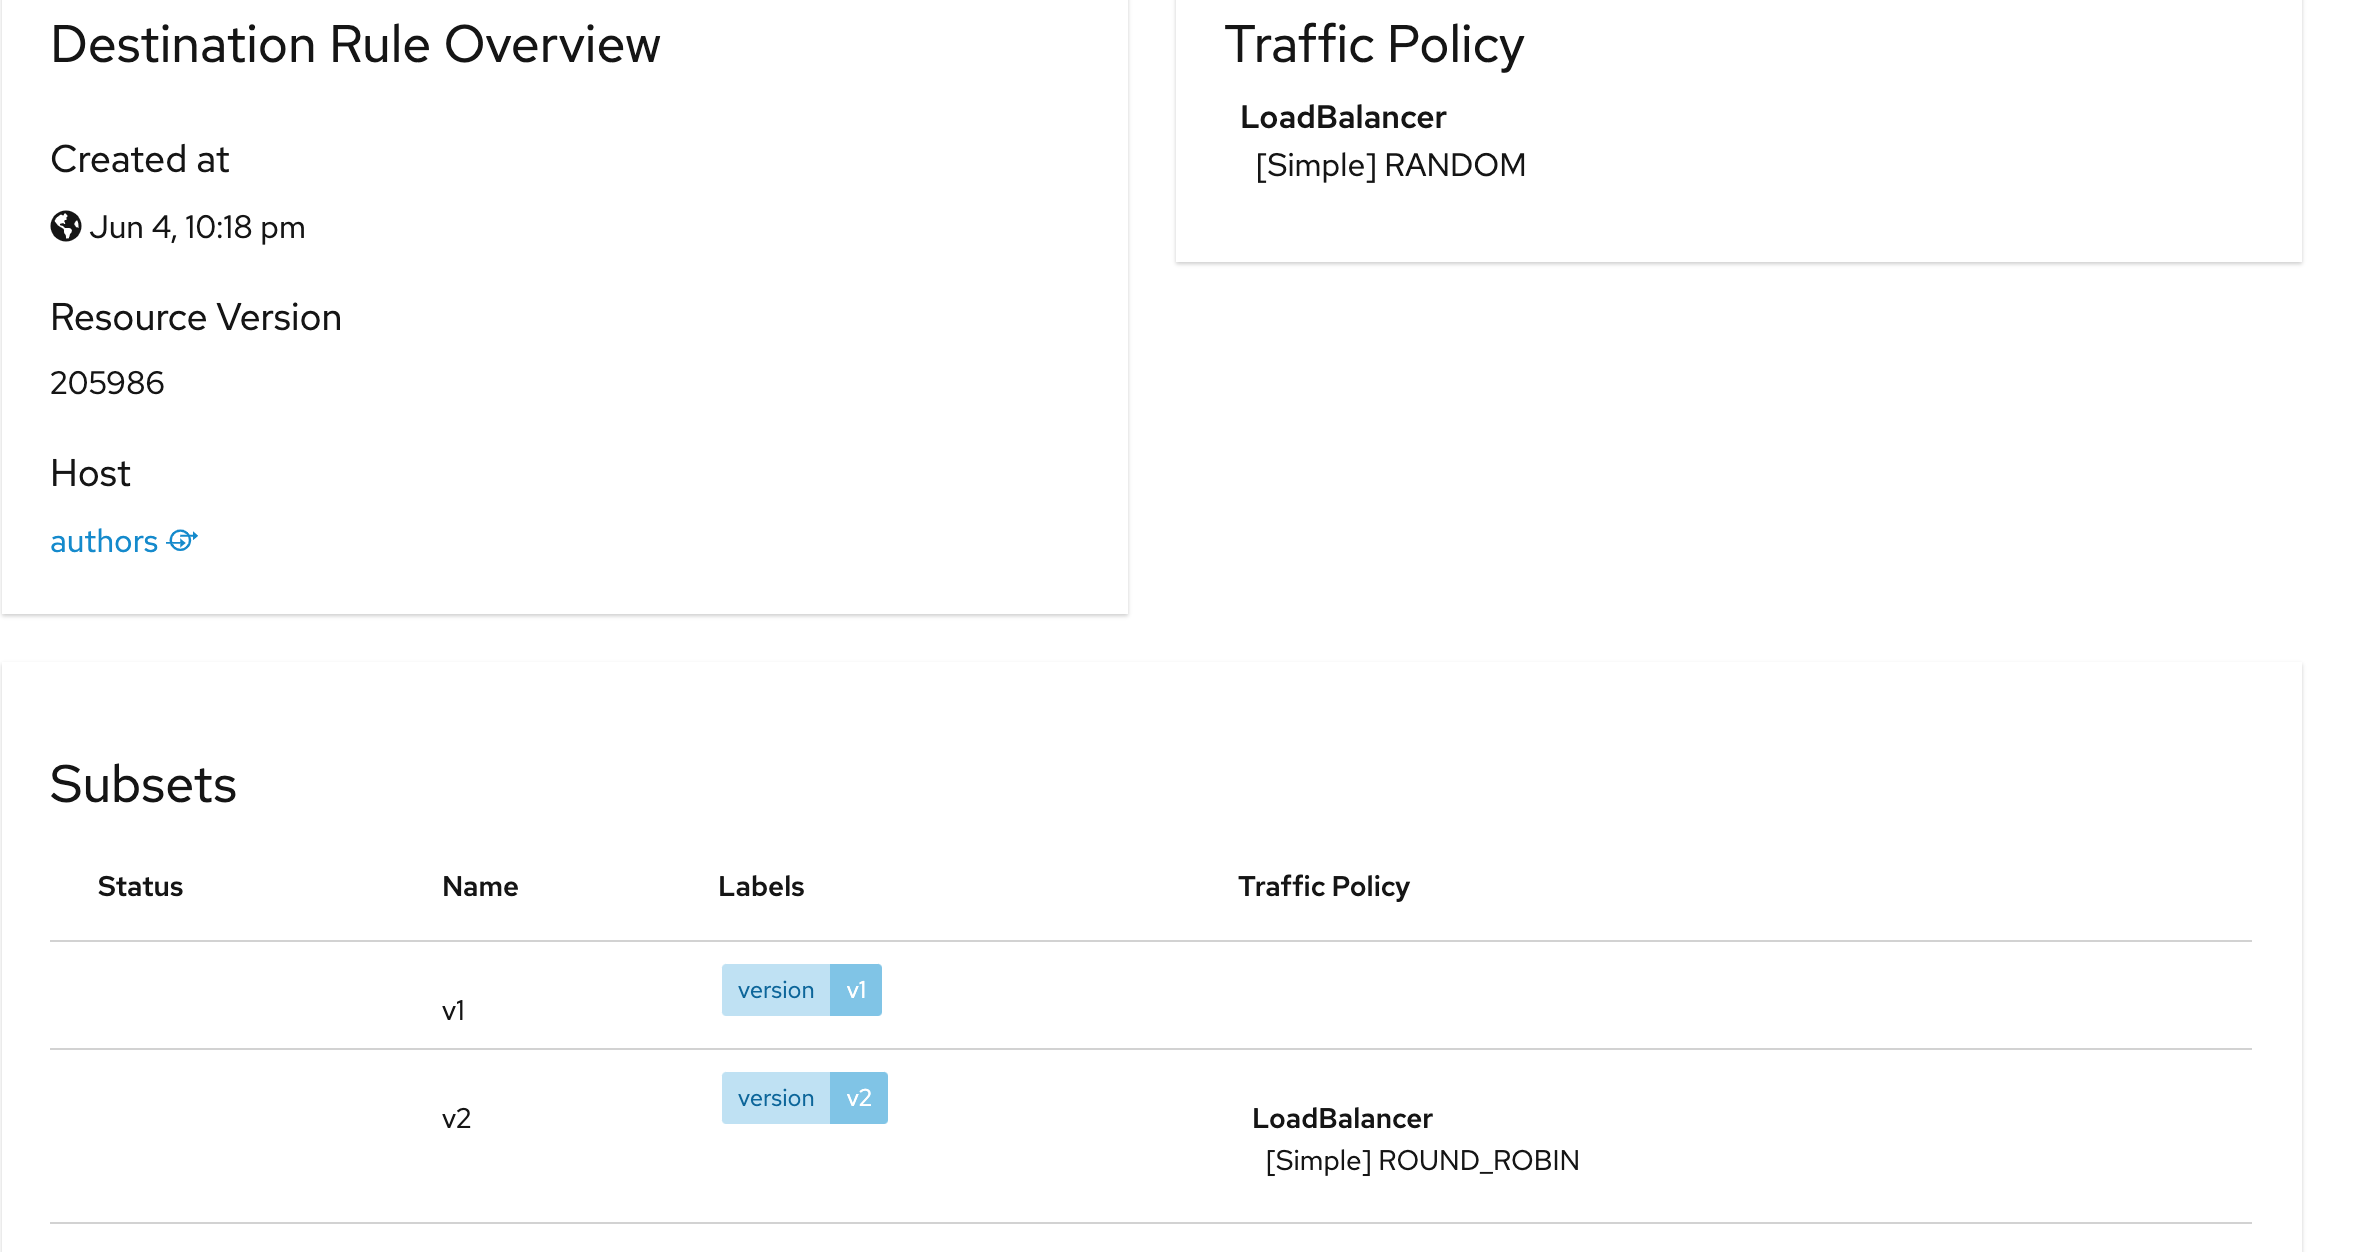 Destination Rule Overview
Created at
Jun 4, 10:18 pm
Resource Version
205986
Host
authors
Traffic Policy
LoadBalancer
[Simple] RANDOM
Subsets
Status Name Labels Traffic Policy
v1 version v1
v2 version v2 LoadBalancer
[Simple] ROUND_ROBIN